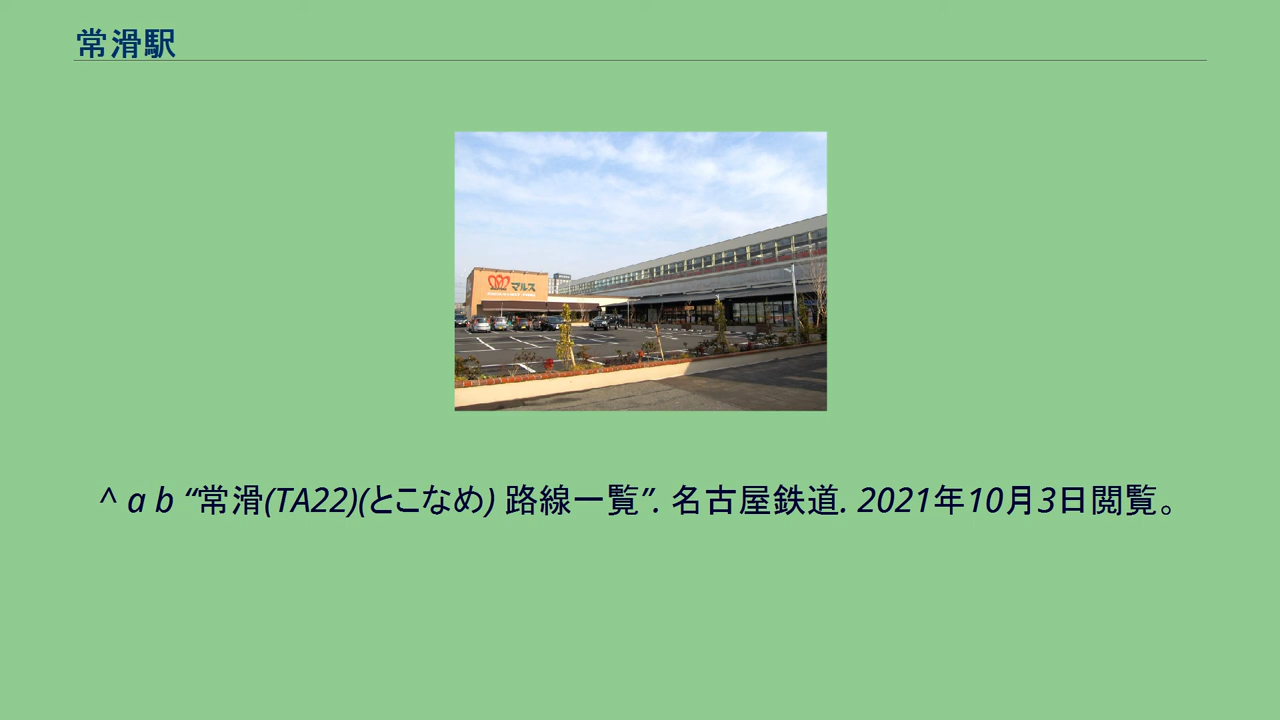 常滑駅
マルス
^ a b “常滑(TA22)(とこなめ) 路線一覧”. 名古屋鉄道. 2021年10月3日閲覧。